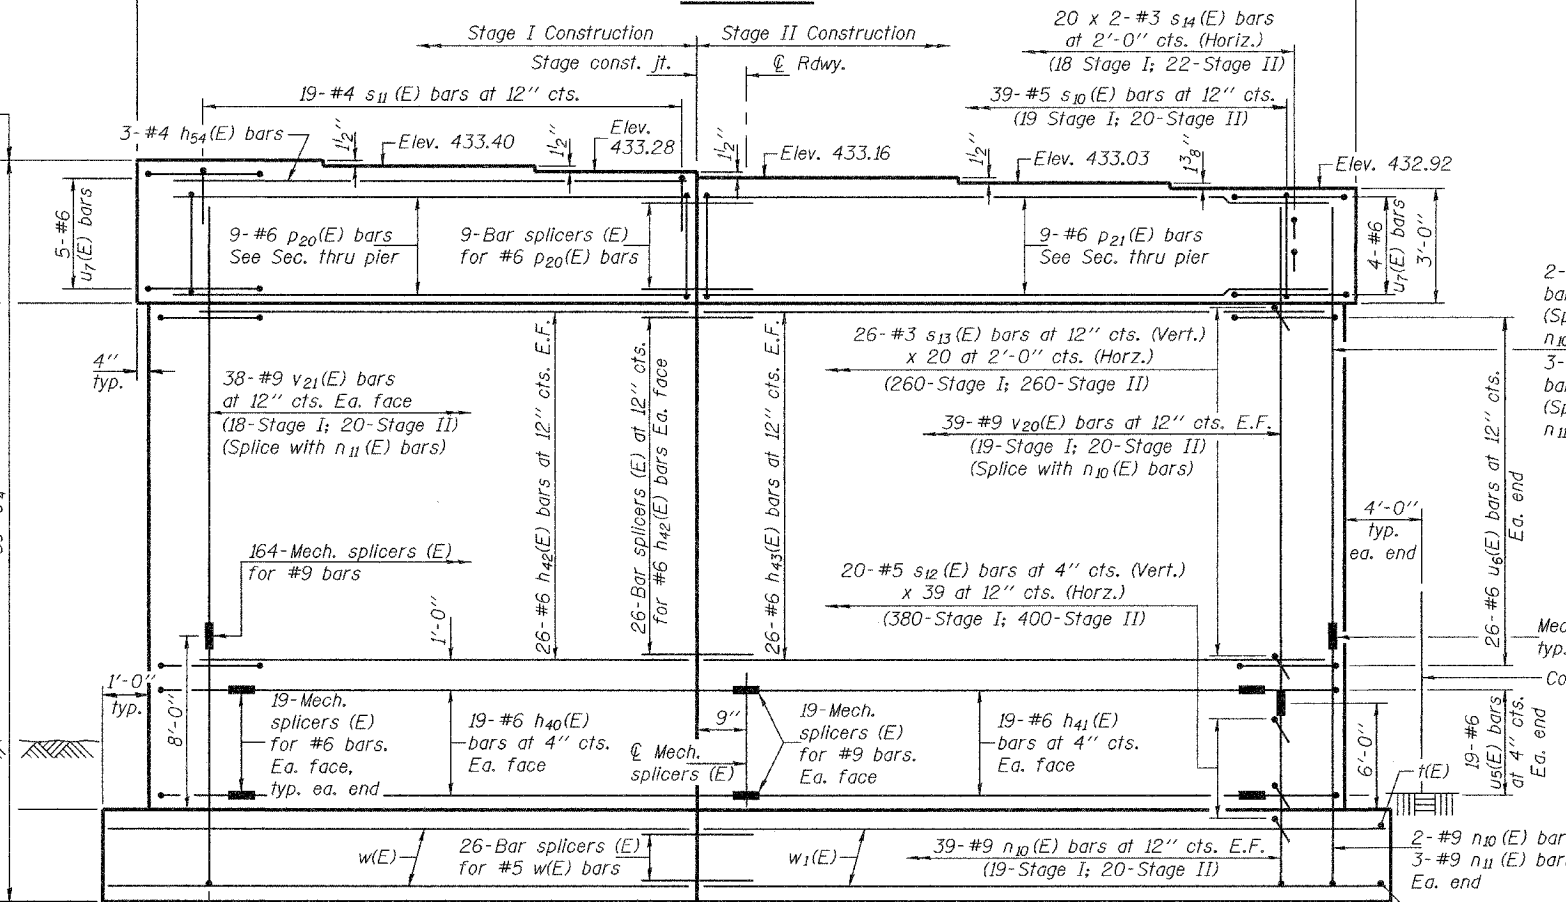 Stage I Construction
Stage II Construction
Stage const. jt.
℄ Rdwy.
20 x 2-#3 s14(E) bars
at 2'-0" cts. (Horiz.)
(18 Stage I; 22-Stage II)
19-#4 s11(E) bars at 12" cts.
39-#5 s10(E) bars at 12" cts.
(19 Stage I; 20-Stage II)
3-#4 h54(E) bars
1½"
Elev. 433.40
1½"
Elev.
433.28
1½"
Elev. 433.16
1½"
Elev. 433.03
1⅜"
Elev. 432.92
5-#6
u7(E) bars
9-#6 p20(E) bars
See Sec. thru pier
9-Bar splicers (E)
for #6 p20(E) bars
9-#6 p21(E) bars
See Sec. thru pier
4-#6
u7(E) bars
3'-0"
4"
typ.
38-#9 v21(E) bars
at 12" cts. Ea. face
(18-Stage I; 20-Stage II)
(Splice with n11(E) bars)
26-#6 h42(E) bars at 12" cts. E.F.
26-Bar splicers (E) at 12" cts.
for #6 h42(E) bars Ea. face
26-#6 h43(E) bars at 12" cts. E.F.
26-#3 s13(E) bars at 12" cts. (Vert.)
x 20 at 2'-0" cts. (Horz.)
(260-Stage I; 260-Stage II)
39-#9 v20(E) bars at 12" cts. E.F.
(19-Stage I; 20-Stage II)
(Splice with n10(E) bars)
26-#6 u6(E) bars at 12" cts.
Ea. end
2-
bar
(Sp
n10
3-
bar
(Sp
n11
4'-0"
typ.
ea. end
164-Mech. splicers (E)
for #9 bars
1'-0"
20-#5 s12(E) bars at 4" cts. (Vert.)
x 39 at 12" cts. (Horz.)
(380-Stage I; 400-Stage II)
Mec
typ.
Co
1'-0"
typ.
8'-0"
19-Mech.
splicers (E)
for #6 bars.
Ea. face,
typ. ea. end
19-#6 h40(E)
bars at 4" cts.
Ea. face
9"
℄ Mech.
splicers (E)
19-Mech.
splicers (E)
for #9 bars.
Ea. face
19-#6 h41(E)
bars at 4" cts.
Ea. face
6'-0"
19-#6
u5(E) bars
at 4" cts.
Ea. end
t(E)
w(E)
26-Bar splicers (E)
for #5 w(E) bars
w1(E)
39-#9 n10(E) bars at 12" cts. E.F.
(19-Stage I; 20-Stage II)
2-#9 n10(E) bar
3-#9 n11(E) bar
Ea. end